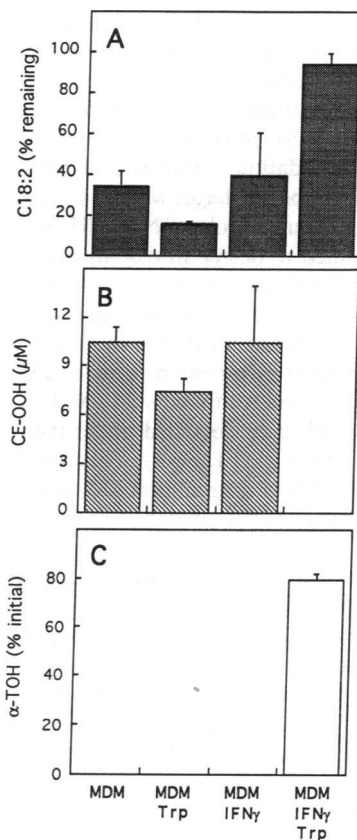 A
C18:2 (% remaining)
100
80
60
40
20
0
B
CE-OOH (μM)
12
9
6
3
0
C
α-TOH (% initial)
80
60
40
20
0
MDM MDM MDM MDM
Trp IFNγ IFNγ
Trp